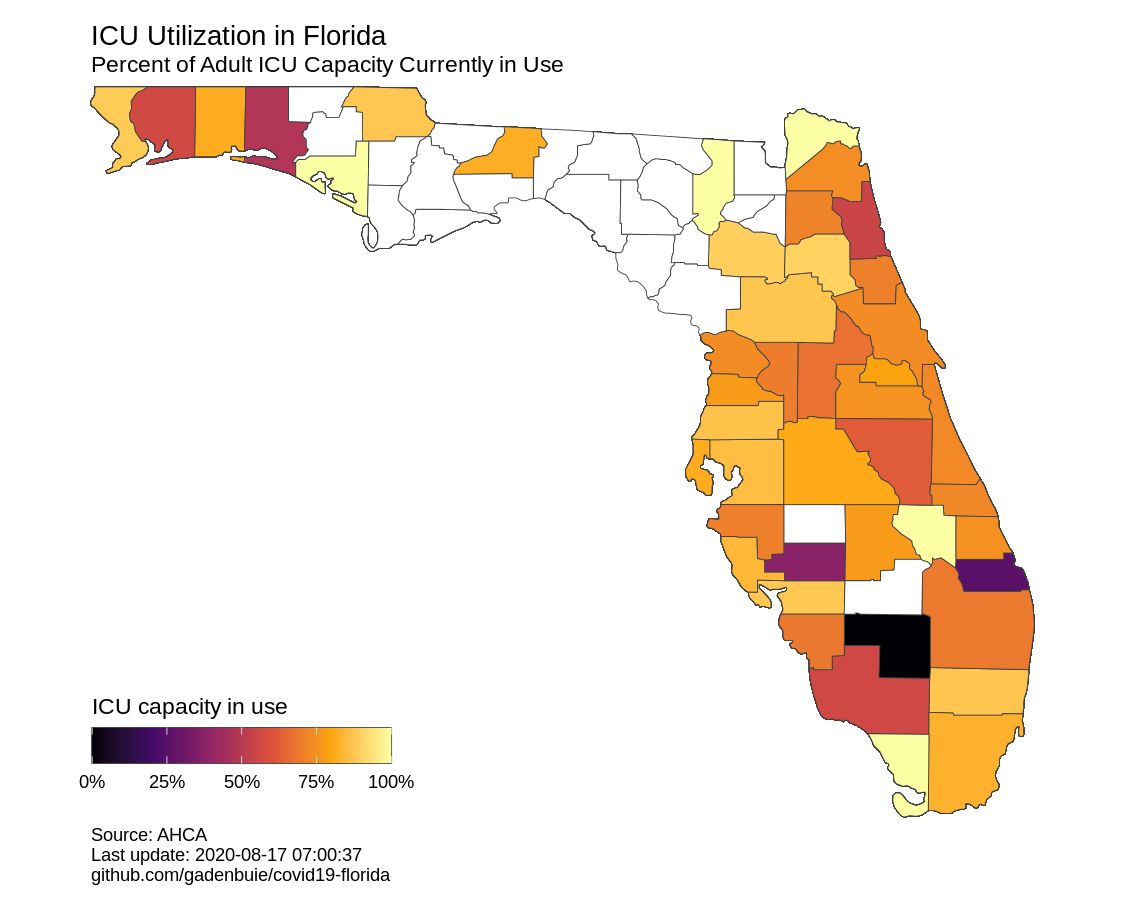 ICU Utilization in Florida
Percent of Adult ICU Capacity Currently in Use
ICU capacity in use
0% 25% 50% 75% 100%
Source: AHCA
Last update: 2020-08-17 07:00:37
github.com/gadenbuie/covid19-florida